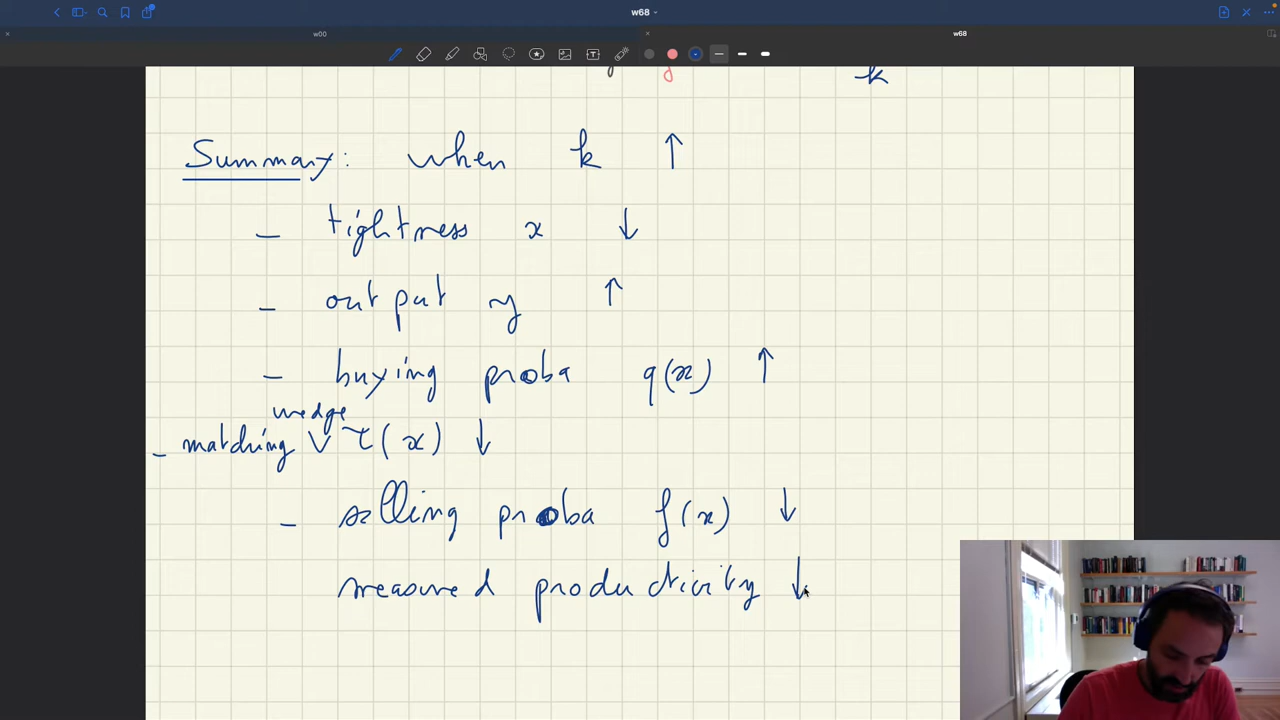 w68
w00
w68
k
Summary: when k ↑
- tightness x ↓
- output y ↑
- buying proba q(x) ↑
wedge
- matching ∨ τ(x) ↓
- selling proba f(x) ↓
measured productivity ↓